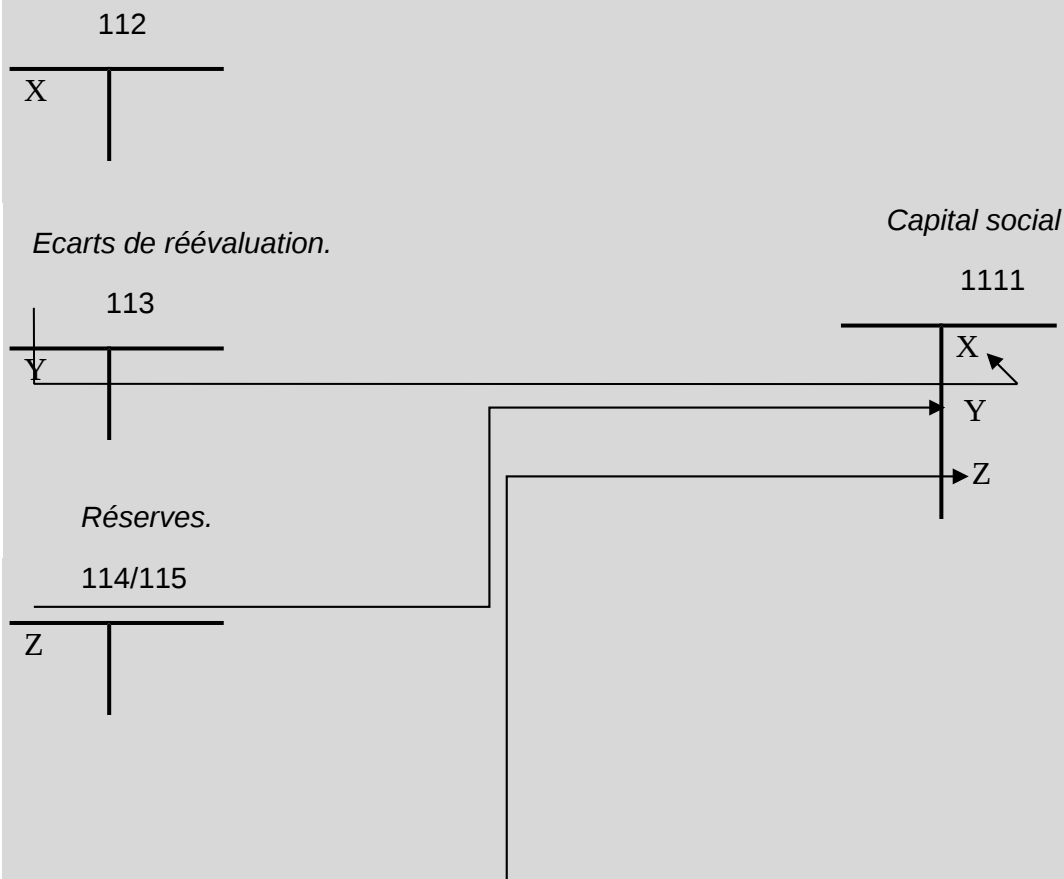 112
X
Ecarts de réévaluation.
113
Y
Réserves.
114/115
Z
Capital social
1111
X
Y
Z